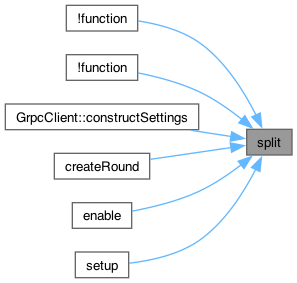 !function
!function
GrpcClient::constructSettings
split
createRound
enable
setup